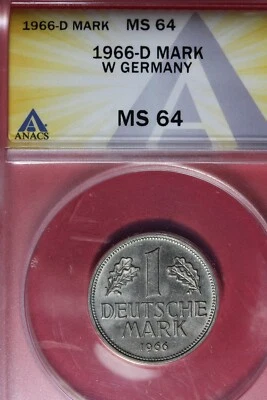 1966-D MARK MS 64
1966-D MARK
W GERMANY
MS 64
ANACS
1
DEUTSCHE
MARK
1966